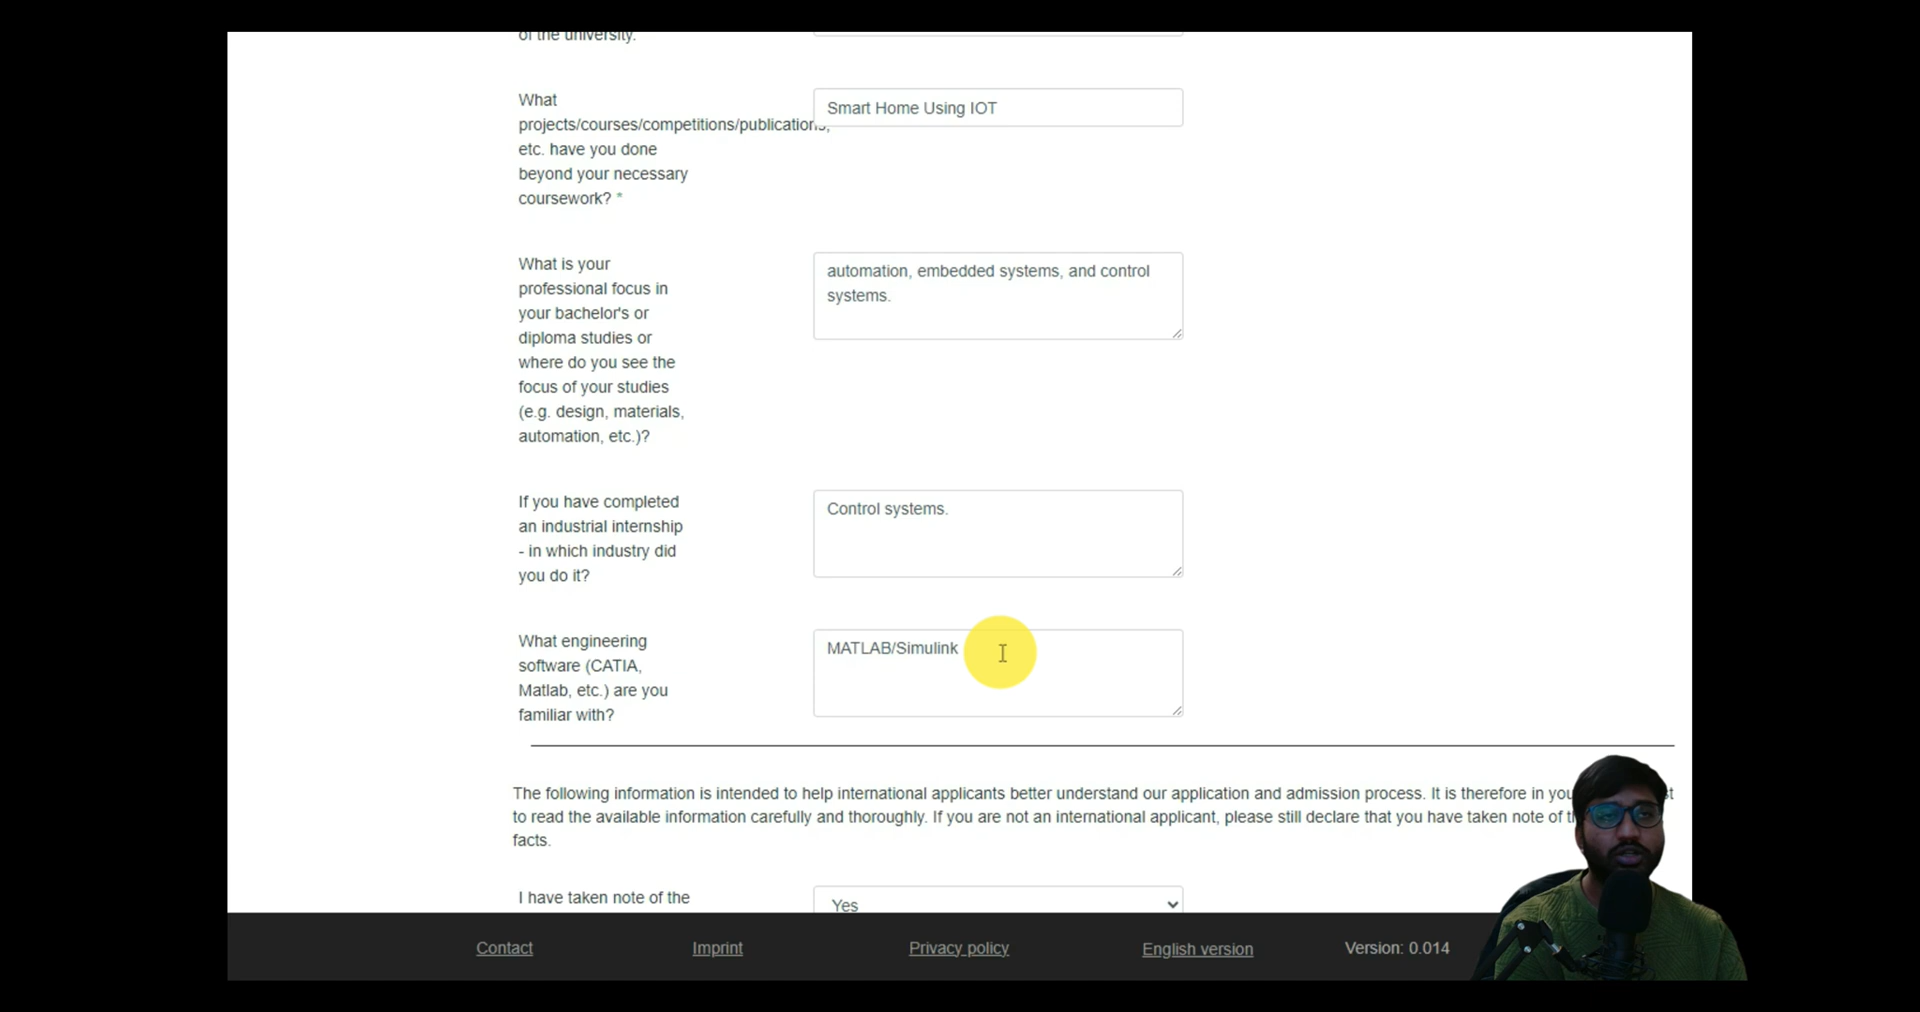 of the university.
What
projects/courses/competitions/publications,
etc. have you done
beyond your necessary
coursework? *
Smart Home Using IOT
What is your
professional focus in
your bachelor's or
diploma studies or
where do you see the
focus of your studies
(e.g. design, materials,
automation, etc.)?
automation, embedded systems, and control
systems.
If you have completed
an industrial internship
- in which industry did
you do it?
Control systems.
What engineering
software (CATIA,
Matlab, etc.) are you
familiar with?
MATLAB/Simulink
The following information is intended to help international applicants better understand our application and admission process. It is therefore in
to read the available information carefully and thoroughly. If you are not an international applicant, please still declare that you have taken note of
facts.
I have taken note of the
Yes
Contact
Imprint
Privacy policy
English version
Version: 0.014